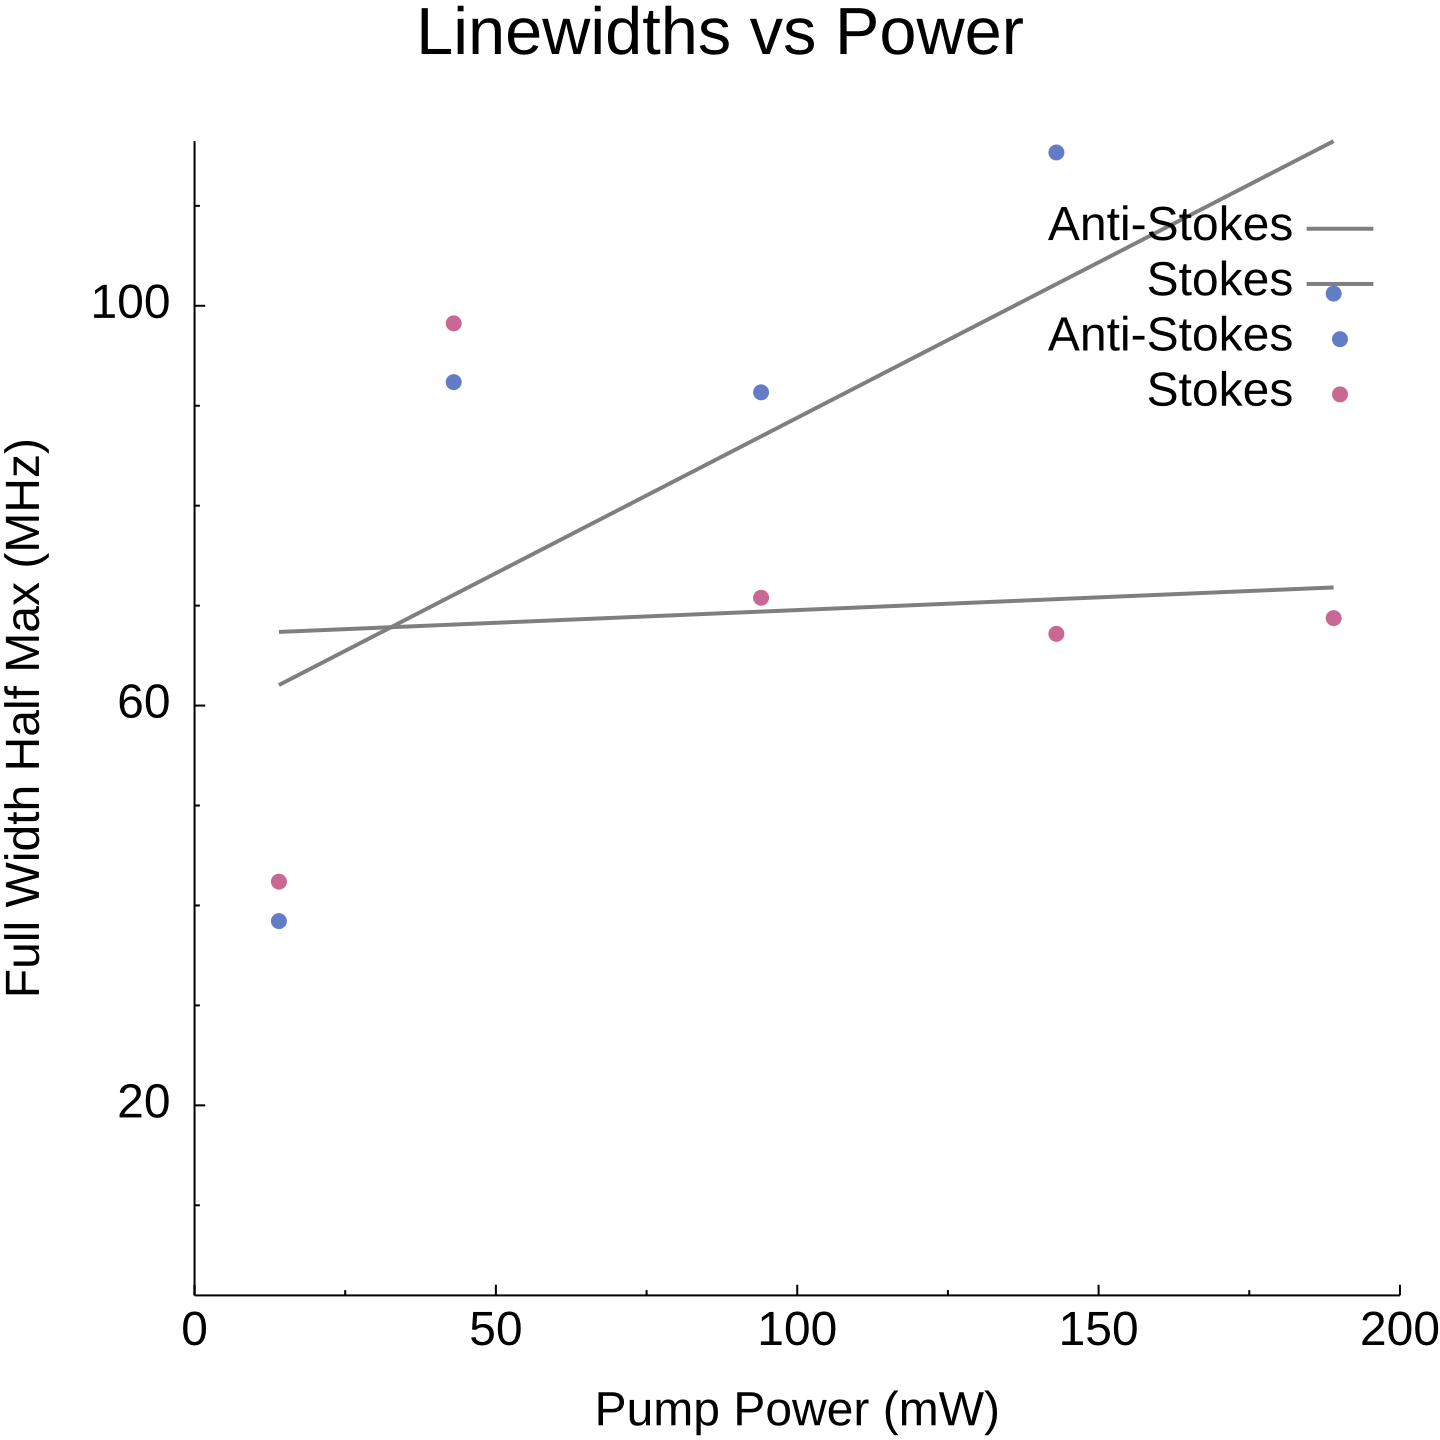 Linewidths vs Power
Anti-Stokes
Stokes
Anti-Stokes
Stokes
100
60
20
Full Width Half Max (MHz)
0 50 100 150 200
Pump Power (mW)